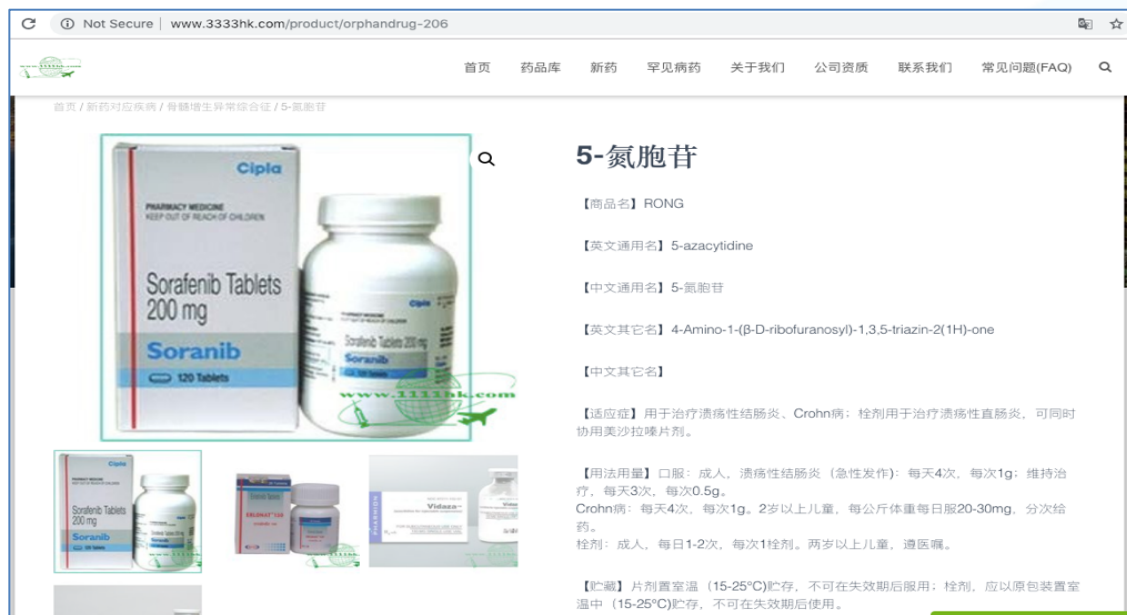 Not Secure | www.3333hk.com/product/orphandrug-206
首页 药品库 新药 罕见病药 关于我们 公司资质 联系我们 常见问题(FAQ)
首页 / 新药对应疾病 / 骨髓增生异常综合征 / 5-氮胞苷
Cipla
PHARMACY MEDICINE
KEEP OUT OF REACH OF CHILDREN
Sorafenib Tablets
200 mg
Soranib
120 Tablets
Cipla
Sorafenib Tablets 200 mg
Soranib
120 Tablets
www.1111hk.com
Cipla
Sorafenib Tablets
200 mg
Soranib
Vidaza
PHARMION
5-氮胞苷
【商品名】RONG
【英文通用名】5-azacytidine
【中文通用名】5-氮胞苷
【英文其它名】4-Amino-1-(β-D-ribofuranosyl)-1,3,5-triazin-2(1H)-one
【中文其它名】
【适应症】用于治疗溃疡性结肠炎、Crohn病；栓剂用于治疗溃疡性直肠炎，可同时
协用美沙拉嗪片剂。
【用法用量】口服：成人，溃疡性结肠炎（急性发作）：每天4次，每次1g；维持治
疗，每天3次，每次0.5g。
Crohn病：每天4次，每次1g。2岁以上儿童，每公斤体重每日服20-30mg，分次给
药。
栓剂：成人，每日1-2次，每次1栓剂。两岁以上儿童，遵医嘱。
【贮藏】片剂置室温（15-25°C)贮存，不可在失效期后服用；栓剂，应以原包装置室
温中（15-25°C)贮存，不可在失效期后使用。